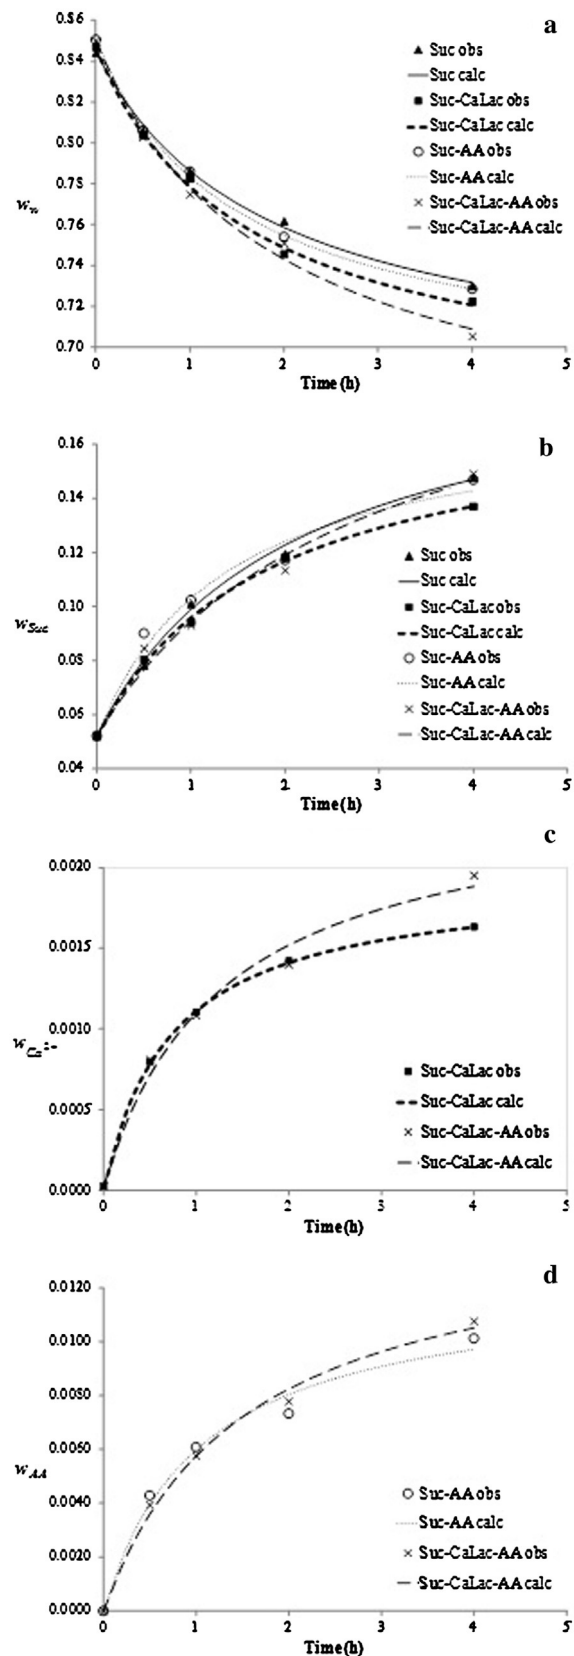 a
0.86
0.84
0.82
0.80
0.78
0.76
0.74
0.72
0.70
w_w
Suc obs
Suc calc
Suc-CaLac obs
Suc-CaLac calc
Suc-AA obs
Suc-AA calc
Suc-CaLac-AA obs
Suc-CaLac-AA calc
0 1 2 3 4 5
Time (h)
b
0.16
0.14
0.12
0.10
0.08
0.06
0.04
w_Suc
Suc obs
Suc calc
Suc-CaLac obs
Suc-CaLac calc
Suc-AA obs
Suc-AA calc
Suc-CaLac-AA obs
Suc-CaLac-AA calc
0 1 2 3 4 5
Time (h)
c
0.0020
0.0015
0.0010
0.0005
0.0000
w_Ca²⁺
Suc-CaLac obs
Suc-CaLac calc
Suc-CaLac-AA obs
Suc-CaLac-AA calc
0 1 2 3 4 5
Time (h)
d
0.0120
0.0100
0.0080
0.0060
0.0040
0.0020
0.0000
w_AA
Suc-AA obs
Suc-AA calc
Suc-CaLac-AA obs
Suc-CaLac-AA calc
0 1 2 3 4 5
Time (h)